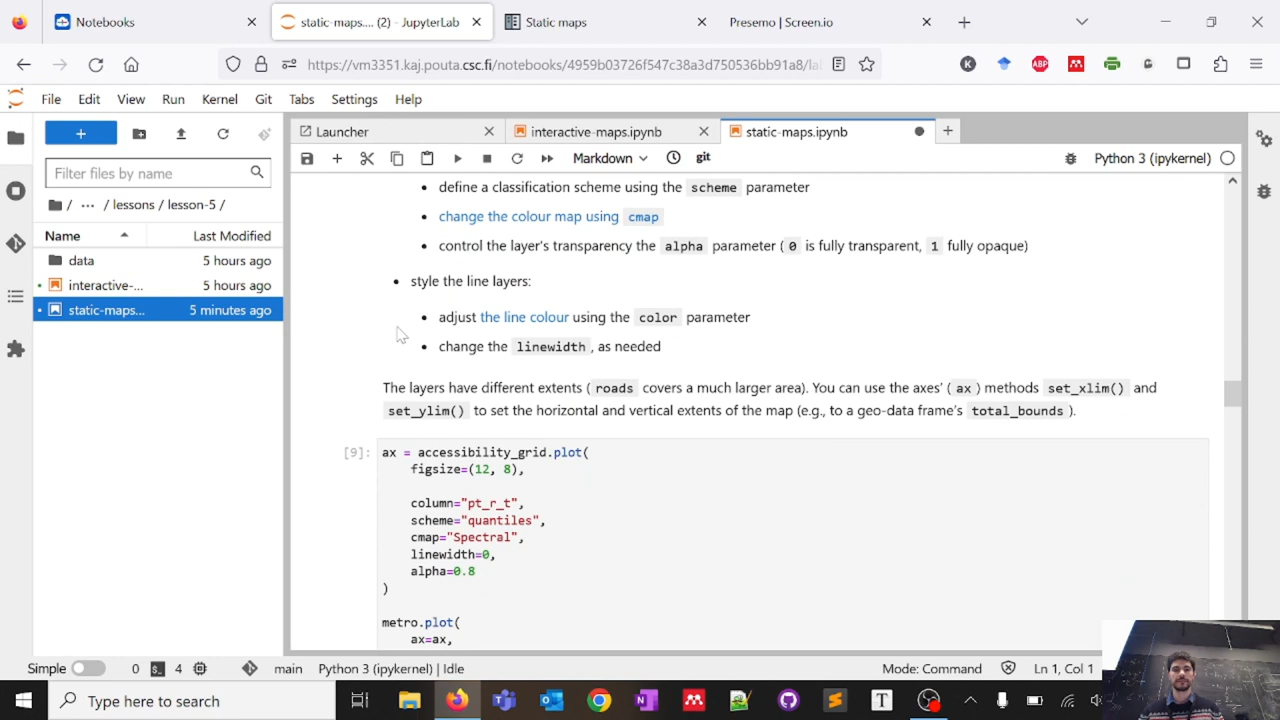 Notebooks
static-maps.... (2) - JupyterLab
Static maps
Presemo | Screen.io
https://vm3351.kaj.pouta.csc.fi/notebooks/4959b03726f547c38a3d750536bb91a8/la
File Edit View Run Kernel Git Tabs Settings Help
Launcher
interactive-maps.ipynb
static-maps.ipynb
Markdown
git
Python 3 (ipykernel)
Filter files by name
/ ... / lessons / lesson-5 /
Name Last Modified
data 5 hours ago
interactive-... 5 hours ago
static-maps... 5 minutes ago
• define a classification scheme using the scheme parameter
• change the colour map using cmap
• control the layer's transparency the alpha parameter ( 0 is fully transparent, 1 fully opaque)
• style the line layers:
• adjust the line colour using the color parameter
• change the linewidth , as needed
The layers have different extents ( roads covers a much larger area). You can use the axes' ( ax ) methods set_xlim() and
set_ylim() to set the horizontal and vertical extents of the map (e.g., to a geo-data frame's total_bounds ).
[9]: ax = accessibility_grid.plot(
figsize=(12, 8),
column="pt_r_t",
scheme="quantiles",
cmap="Spectral",
linewidth=0,
alpha=0.8
)
metro.plot(
ax=ax,
Simple 0 4 main Python 3 (ipykernel) | Idle Mode: Command Ln 1, Col 1
Type here to search